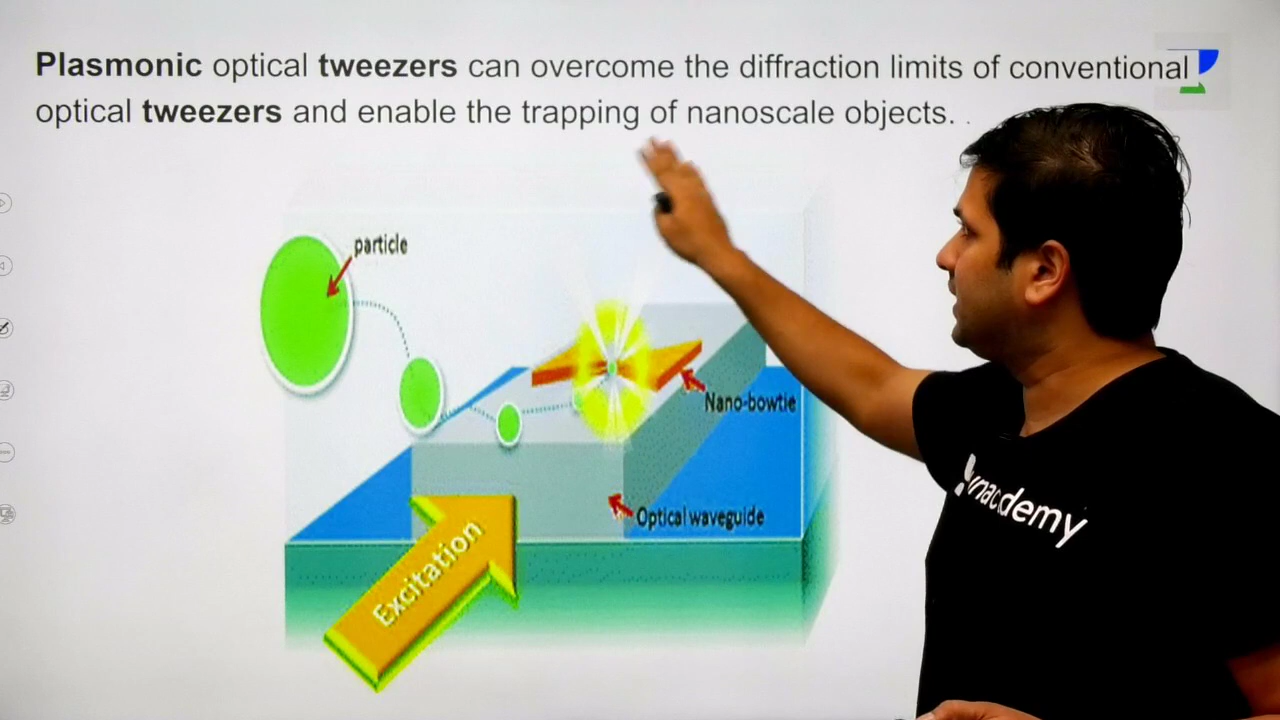 Plasmonic optical tweezers can overcome the diffraction limits of conventional
optical tweezers and enable the trapping of nanoscale objects. .
particle
Nano-bowtie
Optical waveguide
Excitation
unacademy